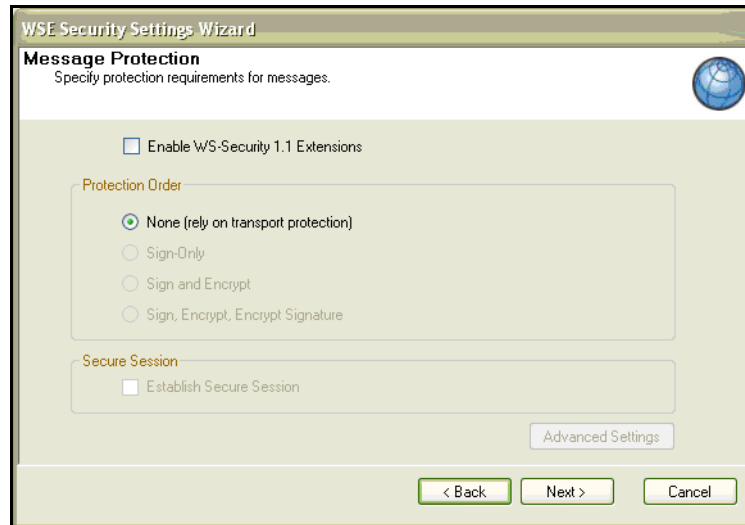 WSE Security Settings Wizard
Message Protection
Specify protection requirements for messages.
Enable WS-Security 1.1 Extensions
Protection Order
None (rely on transport protection)
Sign-Only
Sign and Encrypt
Sign, Encrypt, Encrypt Signature
Secure Session
Establish Secure Session
Advanced Settings
< Back Next > Cancel